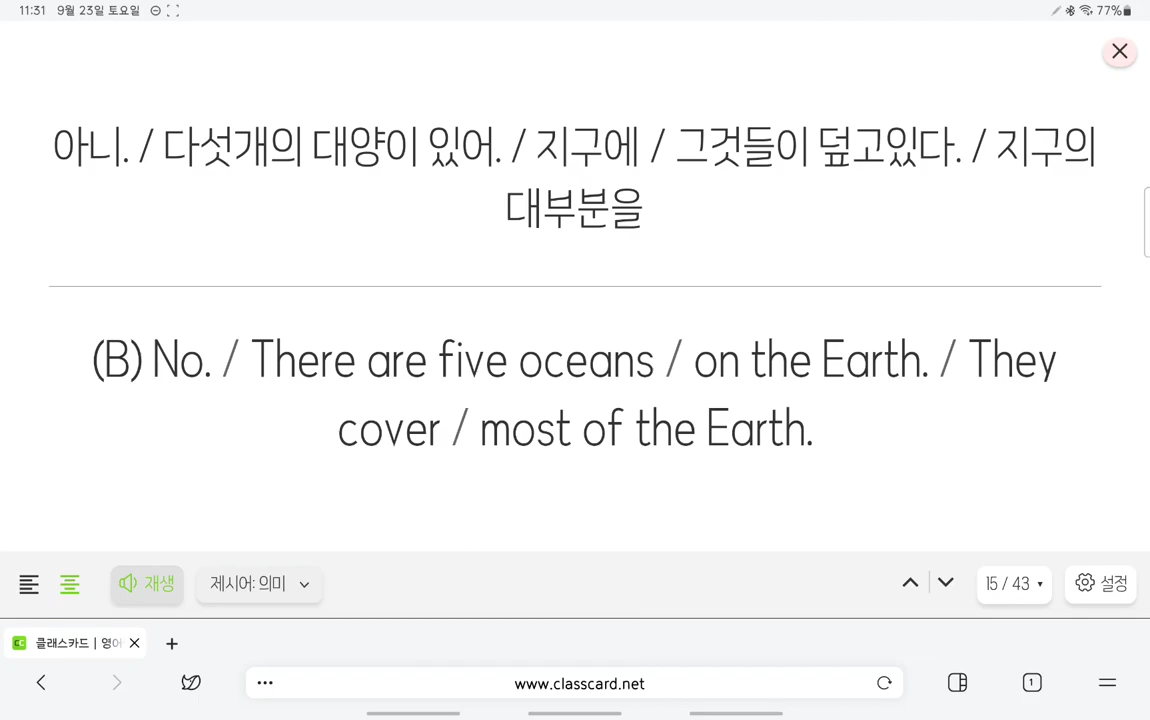 11:31 9월 23일 토요일 77%
아니. / 다섯개의 대양이 있어. / 지구에 / 그것들이 덮고있다. / 지구의
대부분을
(B) No. / There are five oceans / on the Earth. / They
cover / most of the Earth.
재생 제시어: 의미 15 / 43 설정
클래스카드 | 영어
www.classcard.net 1